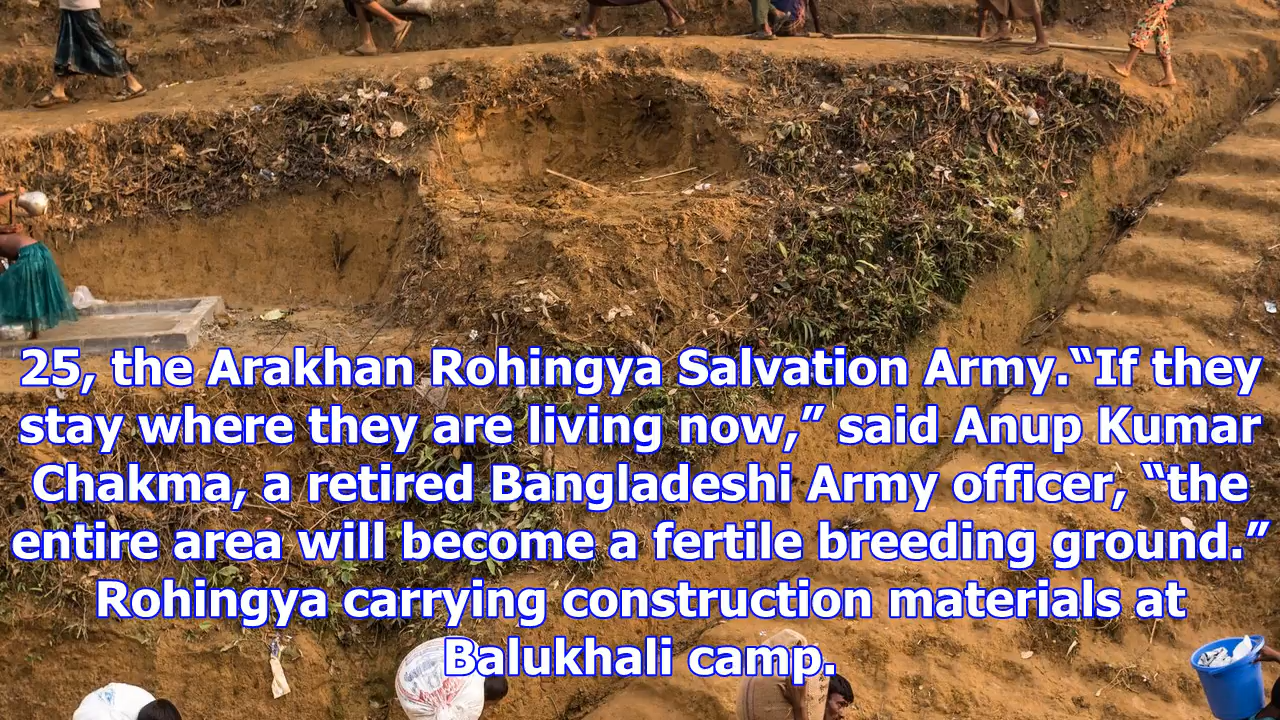 25, the Arakhan Rohingya Salvation Army.“If they
stay where they are living now,” said Anup Kumar
Chakma, a retired Bangladeshi Army officer, “the
entire area will become a fertile breeding ground.”
Rohingya carrying construction materials at
Balukhali camp.